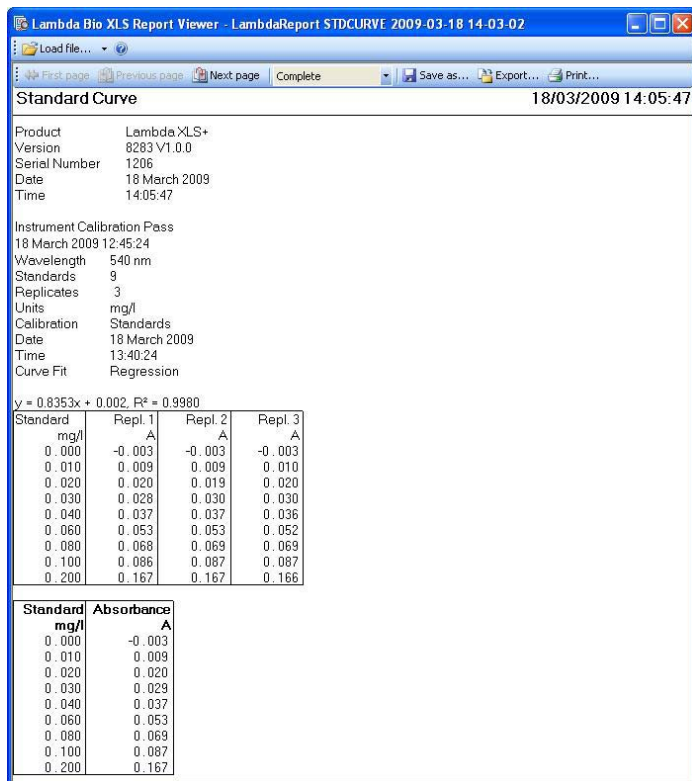 Lambda Bio XLS Report Viewer - LambdaReport STDCURVE 2009-03-18 14-03-02
Load file...
First page Previous page Next page Complete Save as... Export... Print...
Standard Curve 18/03/2009 14:05:47
Product Lambda XLS+
Version 8283 V1.0.0
Serial Number 1206
Date 18 March 2009
Time 14:05:47
Instrument Calibration Pass
18 March 2009 12:45:24
Wavelength 540 nm
Standards 9
Replicates 3
Units mg/l
Calibration Standards
Date 18 March 2009
Time 13:40:24
Curve Fit Regression
y = 0.8353x + 0.002, R² = 0.9980
Standard Repl. 1 Repl. 2 Repl. 3
mg/l A A A
0.000 -0.003 -0.003 -0.003
0.010 0.009 0.009 0.010
0.020 0.020 0.019 0.020
0.030 0.028 0.030 0.030
0.040 0.037 0.037 0.036
0.060 0.053 0.053 0.052
0.080 0.068 0.069 0.069
0.100 0.086 0.087 0.087
0.200 0.167 0.167 0.166
Standard Absorbance
mg/l A
0.000 -0.003
0.010 0.009
0.020 0.020
0.030 0.029
0.040 0.037
0.060 0.053
0.080 0.069
0.100 0.087
0.200 0.167